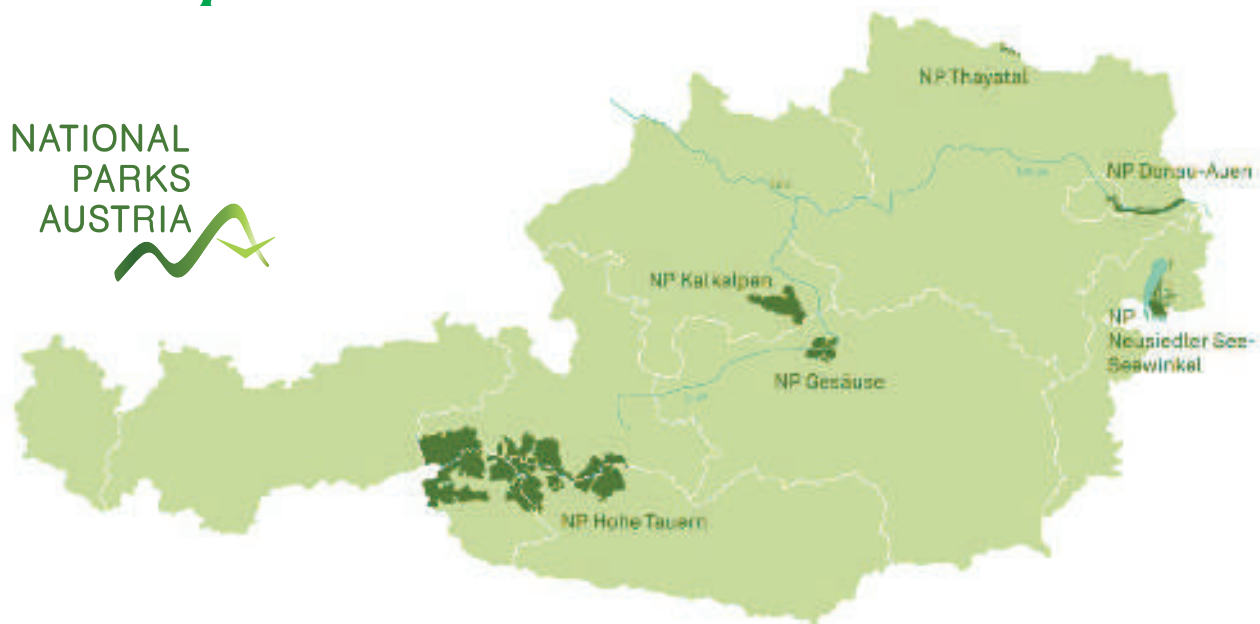 NATIONAL
PARKS
AUSTRIA
NP Thayatal
NP Donau-Auen
NP Kalkalpen
NP
Neusiedler See-
Seewinkel
NP Gesäuse
NP Hohe Tauern